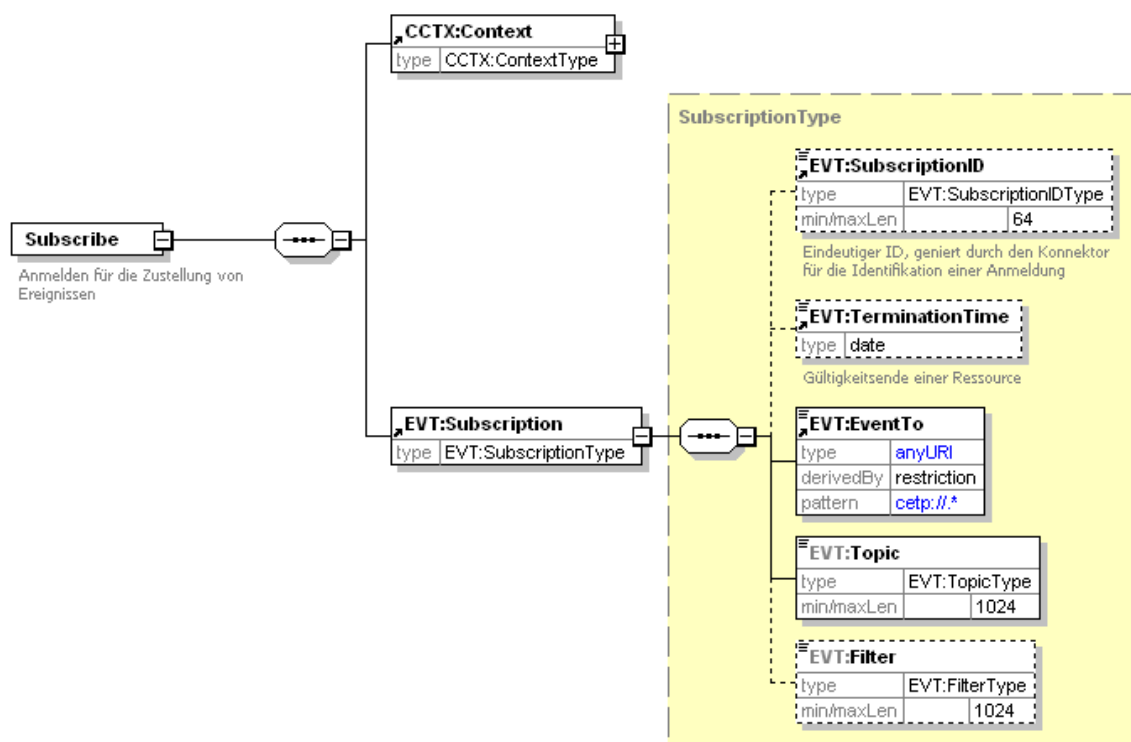 CCTX:Context
type CCTX:ContextType
SubscriptionType
EVT:SubscriptionID
type EVT:SubscriptionIDType
min/maxLen 64
Eindeutiger ID, geniert durch den Konnektor
für die Identifikation einer Anmeldung
Subscribe
Anmelden für die Zustellung von
Ereignissen
EVT:TerminationTime
type date
Gültigkeitsende einer Ressource
EVT:Subscription
type EVT:SubscriptionType
EVT:EventTo
type anyURI
derivedBy restriction
pattern cetp://.*
EVT:Topic
type EVT:TopicType
min/maxLen 1024
EVT:Filter
type EVT:FilterType
min/maxLen 1024